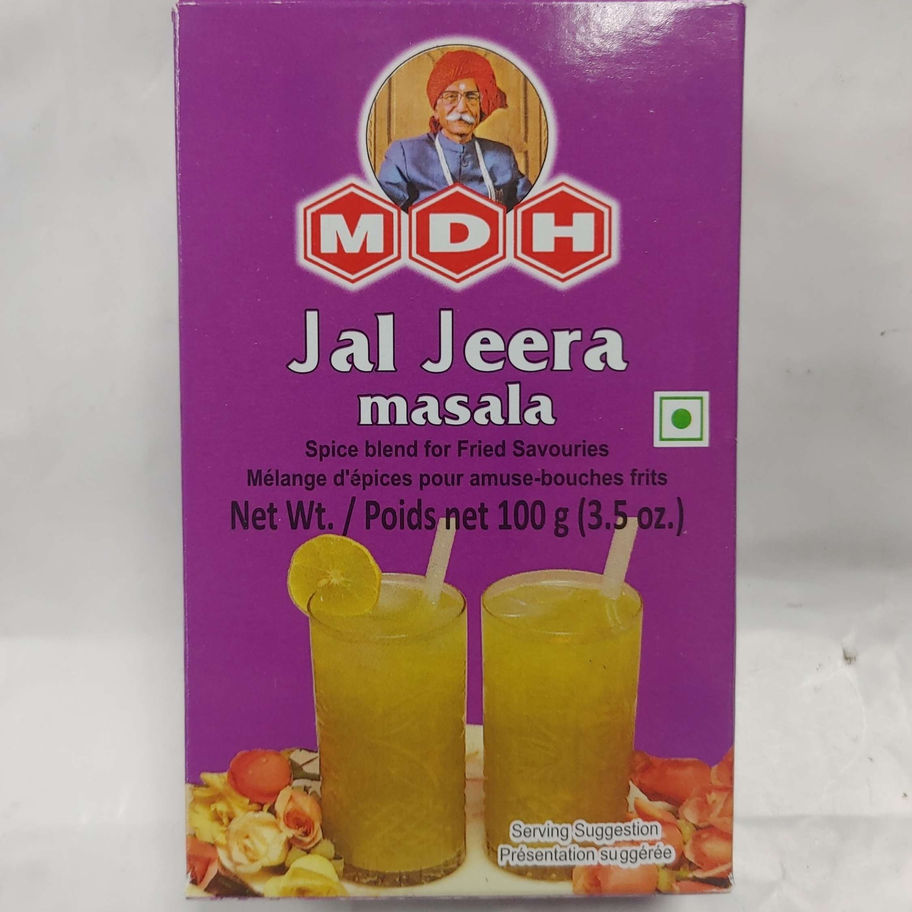 MDH
Jal Jeera
masala
Spice blend for Fried Savouries
Mélange d'épices pour amuse-bouches frits
Net Wt. / Poids net 100 g (3.5 oz.)
Serving Suggestion
Présentation suggérée